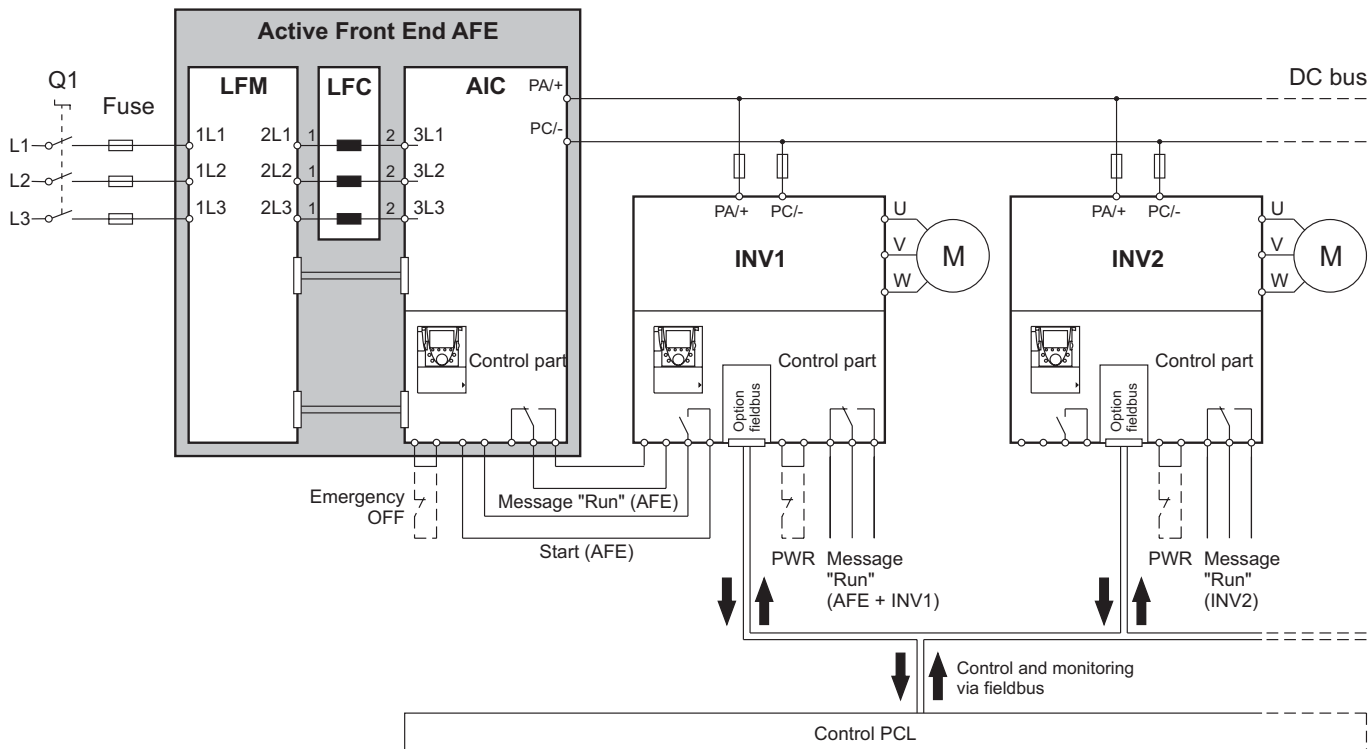 Active Front End AFE
Q1
Fuse
LFM
LFC
AIC
PA/+
PC/-
DC bus
L1
1L1
2L1
1
2
3L1
L2
1L2
2L2
1
2
3L2
L3
1L3
2L3
1
2
3L3
PA/+
PC/-
U
V
W
INV1
M
PA/+
PC/-
U
V
W
INV2
M
Control part
Control part
Option
fieldbus
Control part
Option
fieldbus
Emergency
OFF
Message "Run" (AFE)
Start (AFE)
PWR
Message
"Run"
(AFE + INV1)
PWR
Message
"Run"
(INV2)
Control and monitoring
via fieldbus
Control PCL